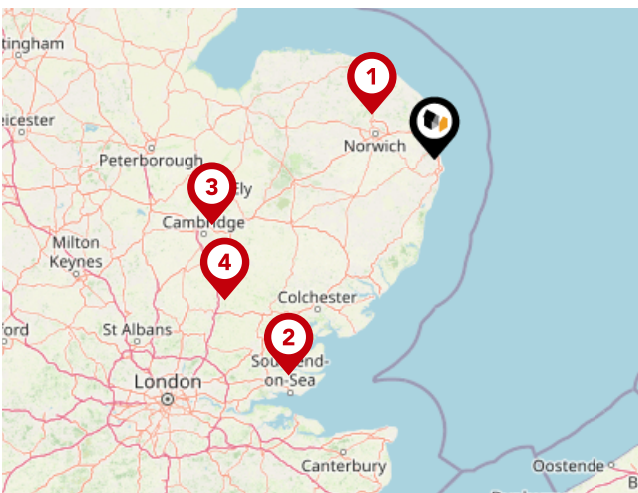 tingham
1
eicester
Norwich
Peterborough
3
Ely
Cambridge
Milton
Keynes
4
Colchester
ford
St Albans
2
Southend-
on-Sea
London
Canterbury
Oostende
B